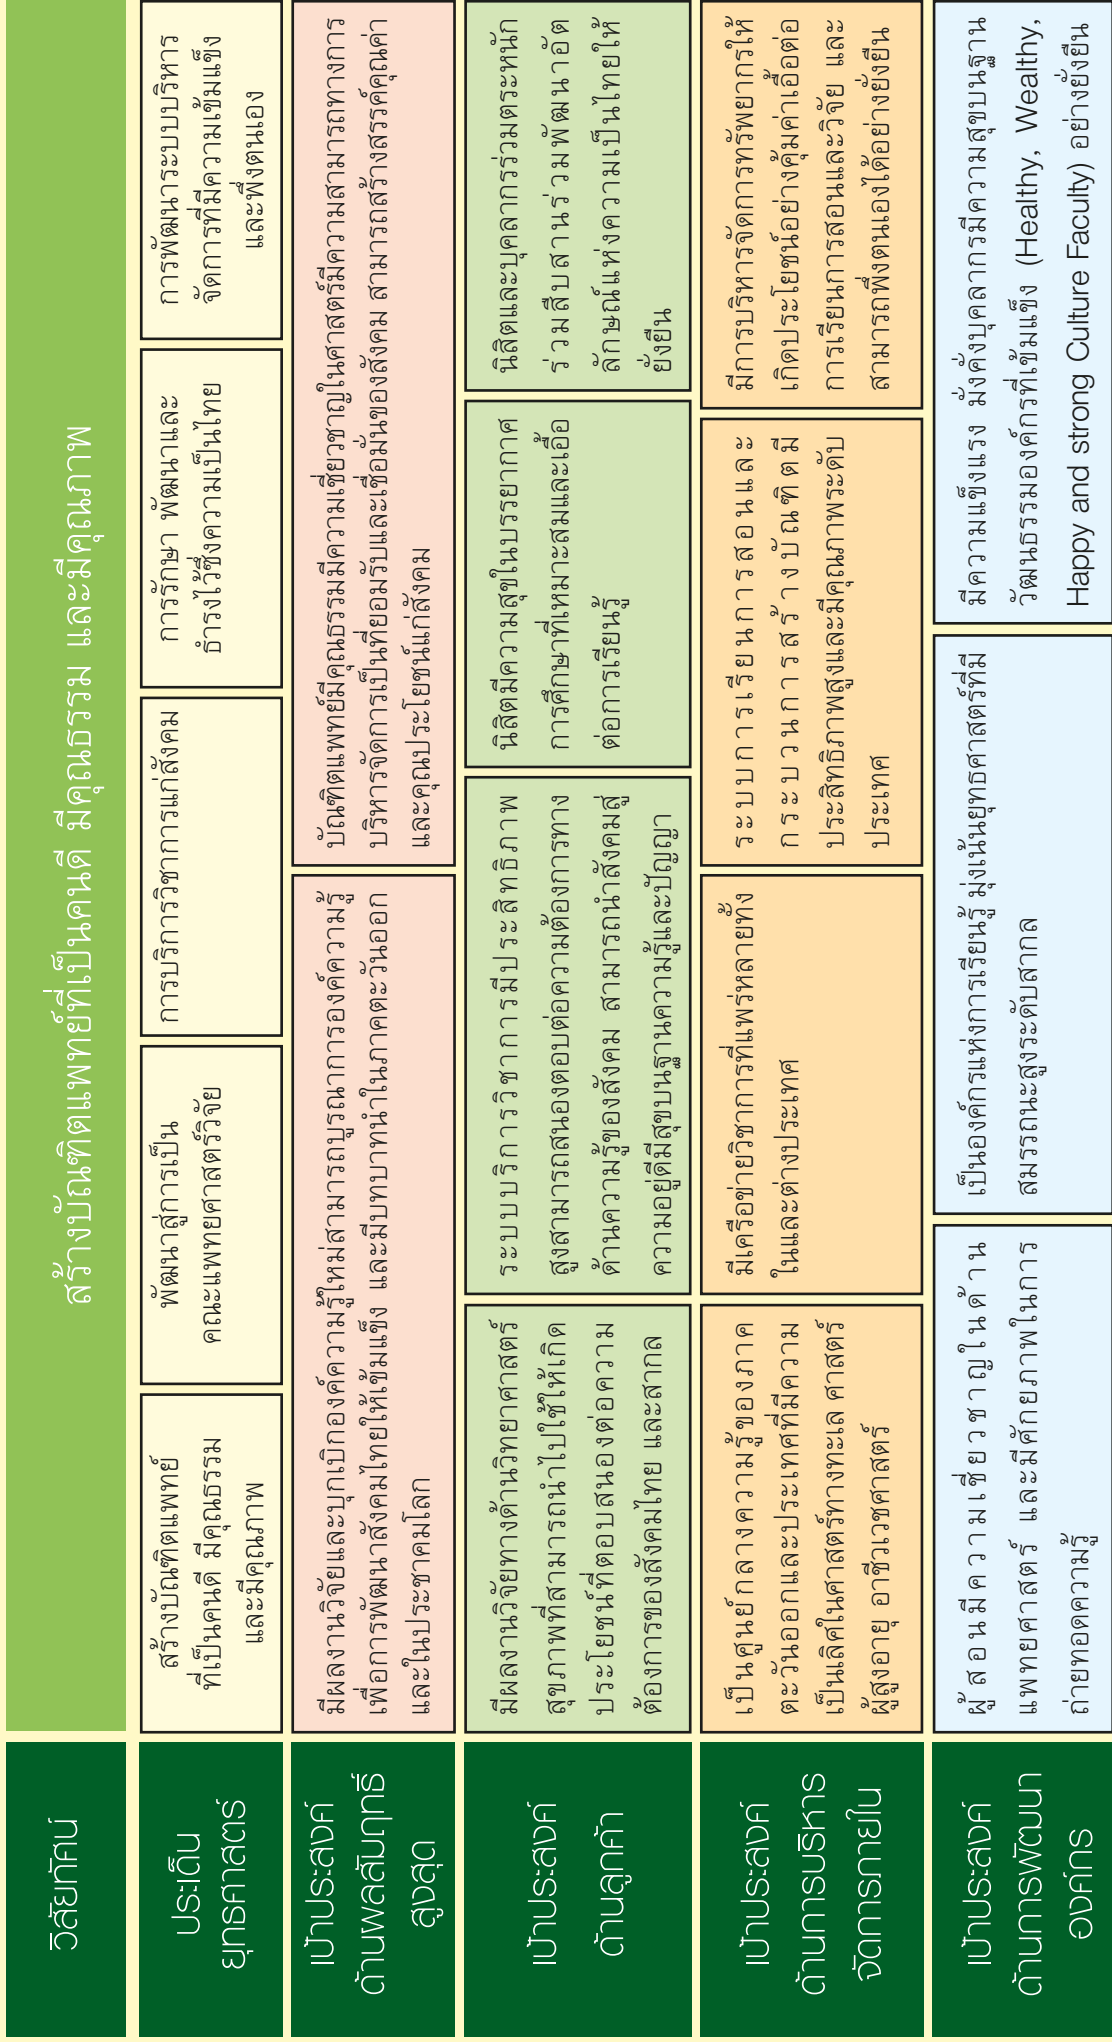 วิสัยทัศน์
สร้างบัณฑิตแพทย์ที่เป็นคนดี มีคุณธรรม และมีคุณภาพ
ประเด็น
ยุทธศาสตร์
สร้างบัณฑิตแพทย์
ที่เป็นคนดี มีคุณธรรม
และมีคุณภาพ
พัฒนาสู่การเป็น
คณะแพทยศาสตร์วิจัย
การบริการวิชาการแก่สังคม
การรักษา พัฒนาและ
ธำรงไว้ซึ่งความเป็นไทย
การพัฒนาระบบบริหาร
จัดการที่มีความเข้มแข็ง
และพึ่งตนเอง
เป้าประสงค์
ด้านผลสัมฤทธิ์
สูงสุด
มีผลงานวิจัยและบุกเบิกองค์ความรู้ใหม่สามารถบูรณาการองค์ความรู้
เพื่อการพัฒนาสังคมไทยให้เข้มแข็ง และมีบทบาทนำในภาคตะวันออก
และในประชาคมโลก
บัณฑิตแพทย์มีคุณธรรมมีความเชี่ยวชาญในศาสตร์มีความสามารถทางการ
บริหารจัดการเป็นที่ยอมรับและเชื่อมั่นของสังคม สามารถสร้างสรรค์คุณค่า
และคุณประโยชน์แก่สังคม
เป้าประสงค์
ด้านลูกค้า
มีผลงานวิจัยทางด้านวิทยาศาสตร์
สุขภาพที่สามารถนำไปใช้ให้เกิด
ประโยชน์ที่ตอบสนองต่อความ
ต้องการของสังคมไทย และสากล
ระบบบริการวิชาการมีประสิทธิภาพ
สูงสามารถสนองตอบต่อความต้องการทาง
ด้านความรู้ของสังคม สามารถนำสังคมสู่
ความอยู่ดีมีสุขบนฐานความรู้และปัญญา
นิสิตมีความสุขในบรรยากาศ
การศึกษาที่เหมาะสมและเอื้อ
ต่อการเรียนรู้
นิสิตและบุคลากรร่วมตระหนัก
ร่วมสืบสานร่วมพัฒนาอัต
ลักษณ์แห่งความเป็นไทยให้
ยั่งยืน
เป้าประสงค์
ด้านการบริหาร
จัดการภายใน
เป็นศูนย์กลางความรู้ของภาค
ตะวันออกและประเทศที่มีความ
เป็นเลิศในศาสตร์ทางทะเล ศาสตร์
ผู้สูงอายุ อาชีวเวชศาสตร์
มีเครือข่ายวิชาการที่แพร่หลายทั้ง
ในและต่างประเทศ
ระบบการเรียนการสอนและ
กระบวนการสร้างบัณฑิตมี
ประสิทธิภาพสูงและมีคุณภาพระดับ
ประเทศ
มีการบริหารจัดการทรัพยากรให้
เกิดประโยชน์อย่างคุ้มค่าเอื้อต่อ
การเรียนการสอนและวิจัย และ
สามารถพึ่งตนเองได้อย่างยั่งยืน
เป้าประสงค์
ด้านการพัฒนา
องค์กร
ผู้สอนมีความเชี่ยวชาญในด้าน
แพทยศาสตร์ และมีศักยภาพในการ
ถ่ายทอดความรู้
เป็นองค์กรแห่งการเรียนรู้ มุ่งเน้นยุทธศาสตร์ที่มี
สมรรถนะสูงระดับสากล
มีความแข็งแรง มั่งคั่งบุคลากรมีความสุขบนฐาน
วัฒนธรรมองค์กรที่เข้มแข็ง (Healthy, Wealthy,
Happy and strong Culture Faculty) อย่างยั่งยืน